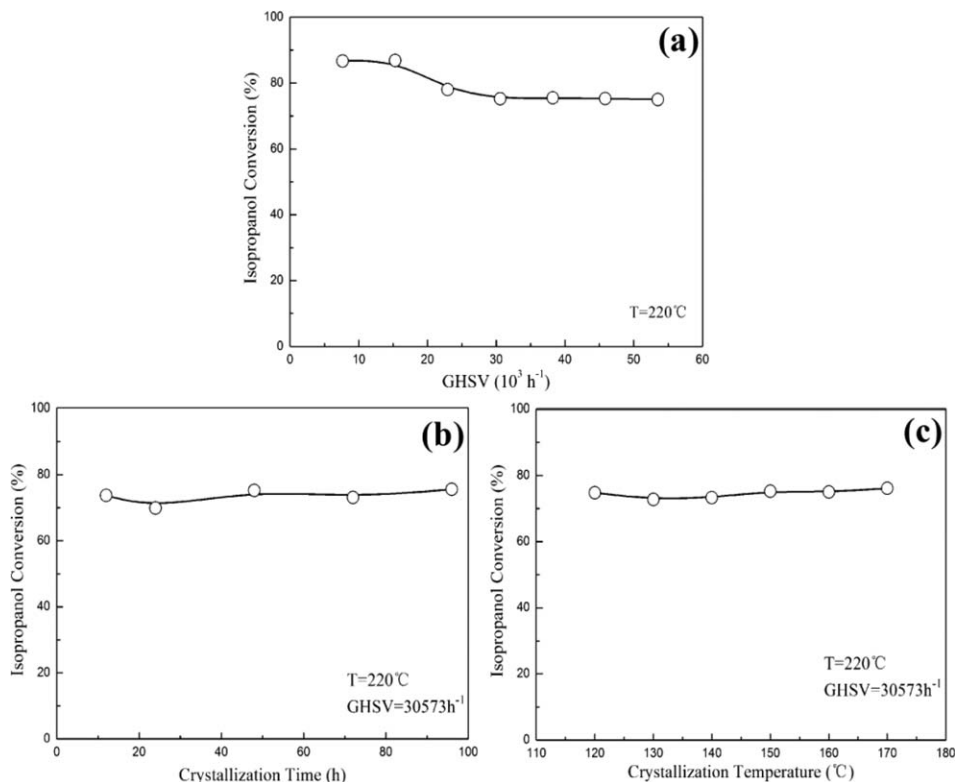 (a)
100
80
60
40
20
0
Isopropanol Conversion (%)
T=220℃
0 10 20 30 40 50 60
GHSV (10³ h⁻¹)
(b)
100
80
60
40
20
0
Isopropanol Conversion (%)
T=220℃
GHSV=30573h⁻¹
0 20 40 60 80 100
Crystallization Time (h)
(c)
100
80
60
40
20
0
Isopropanol Conversion (%)
T=220℃
GHSV=30573h⁻¹
110 120 130 140 150 160 170 180
Crystallization Temperature (℃)